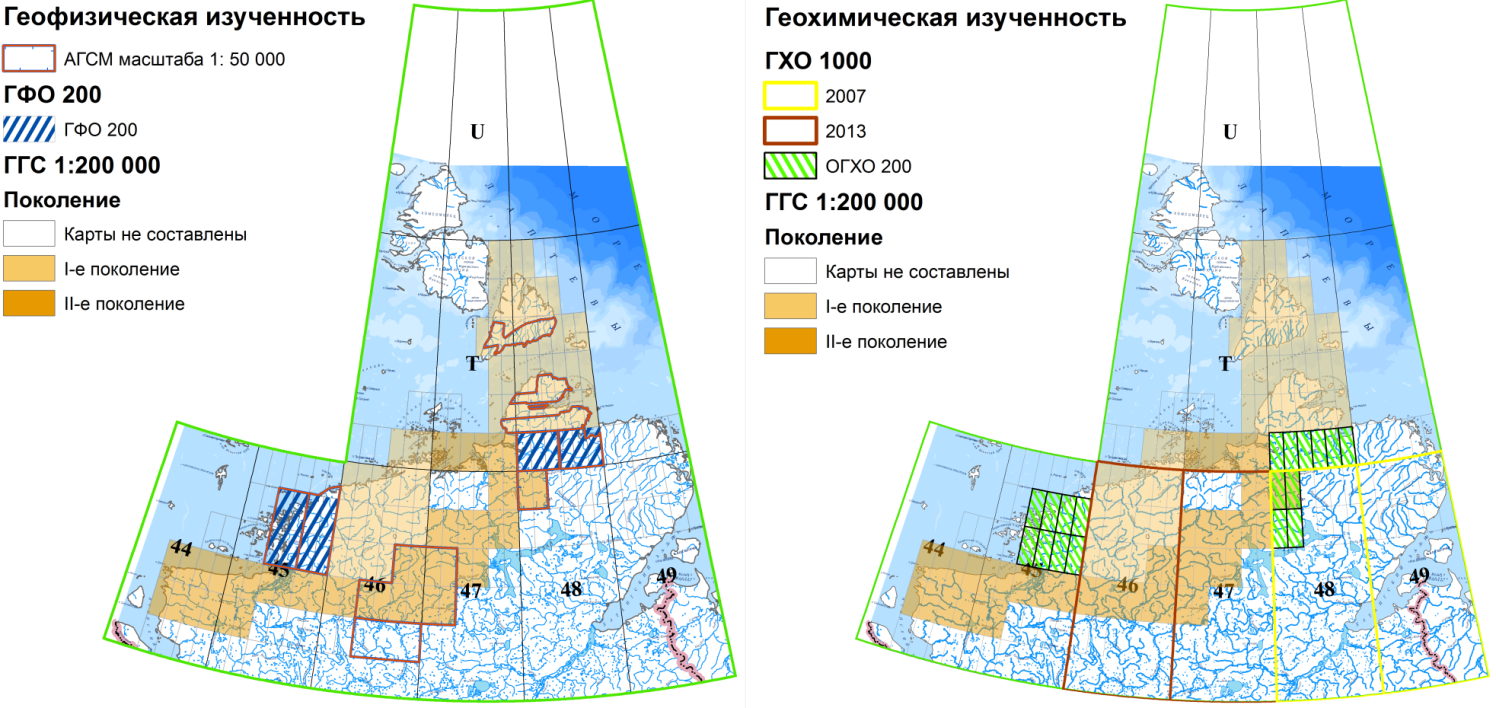 Геофизическая изученность
АГСМ масштаба 1: 50 000
ГФО 200
ГФО 200
ГГС 1:200 000
Поколение
Карты не составлены
I-е поколение
II-е поколение
U
Т
44
45
46
47
48
49
Геохимическая изученность
ГХО 1000
2007
2013
ОГХО 200
ГГС 1:200 000
Поколение
Карты не составлены
I-е поколение
II-е поколение
U
Т
44
45
46
47
48
49